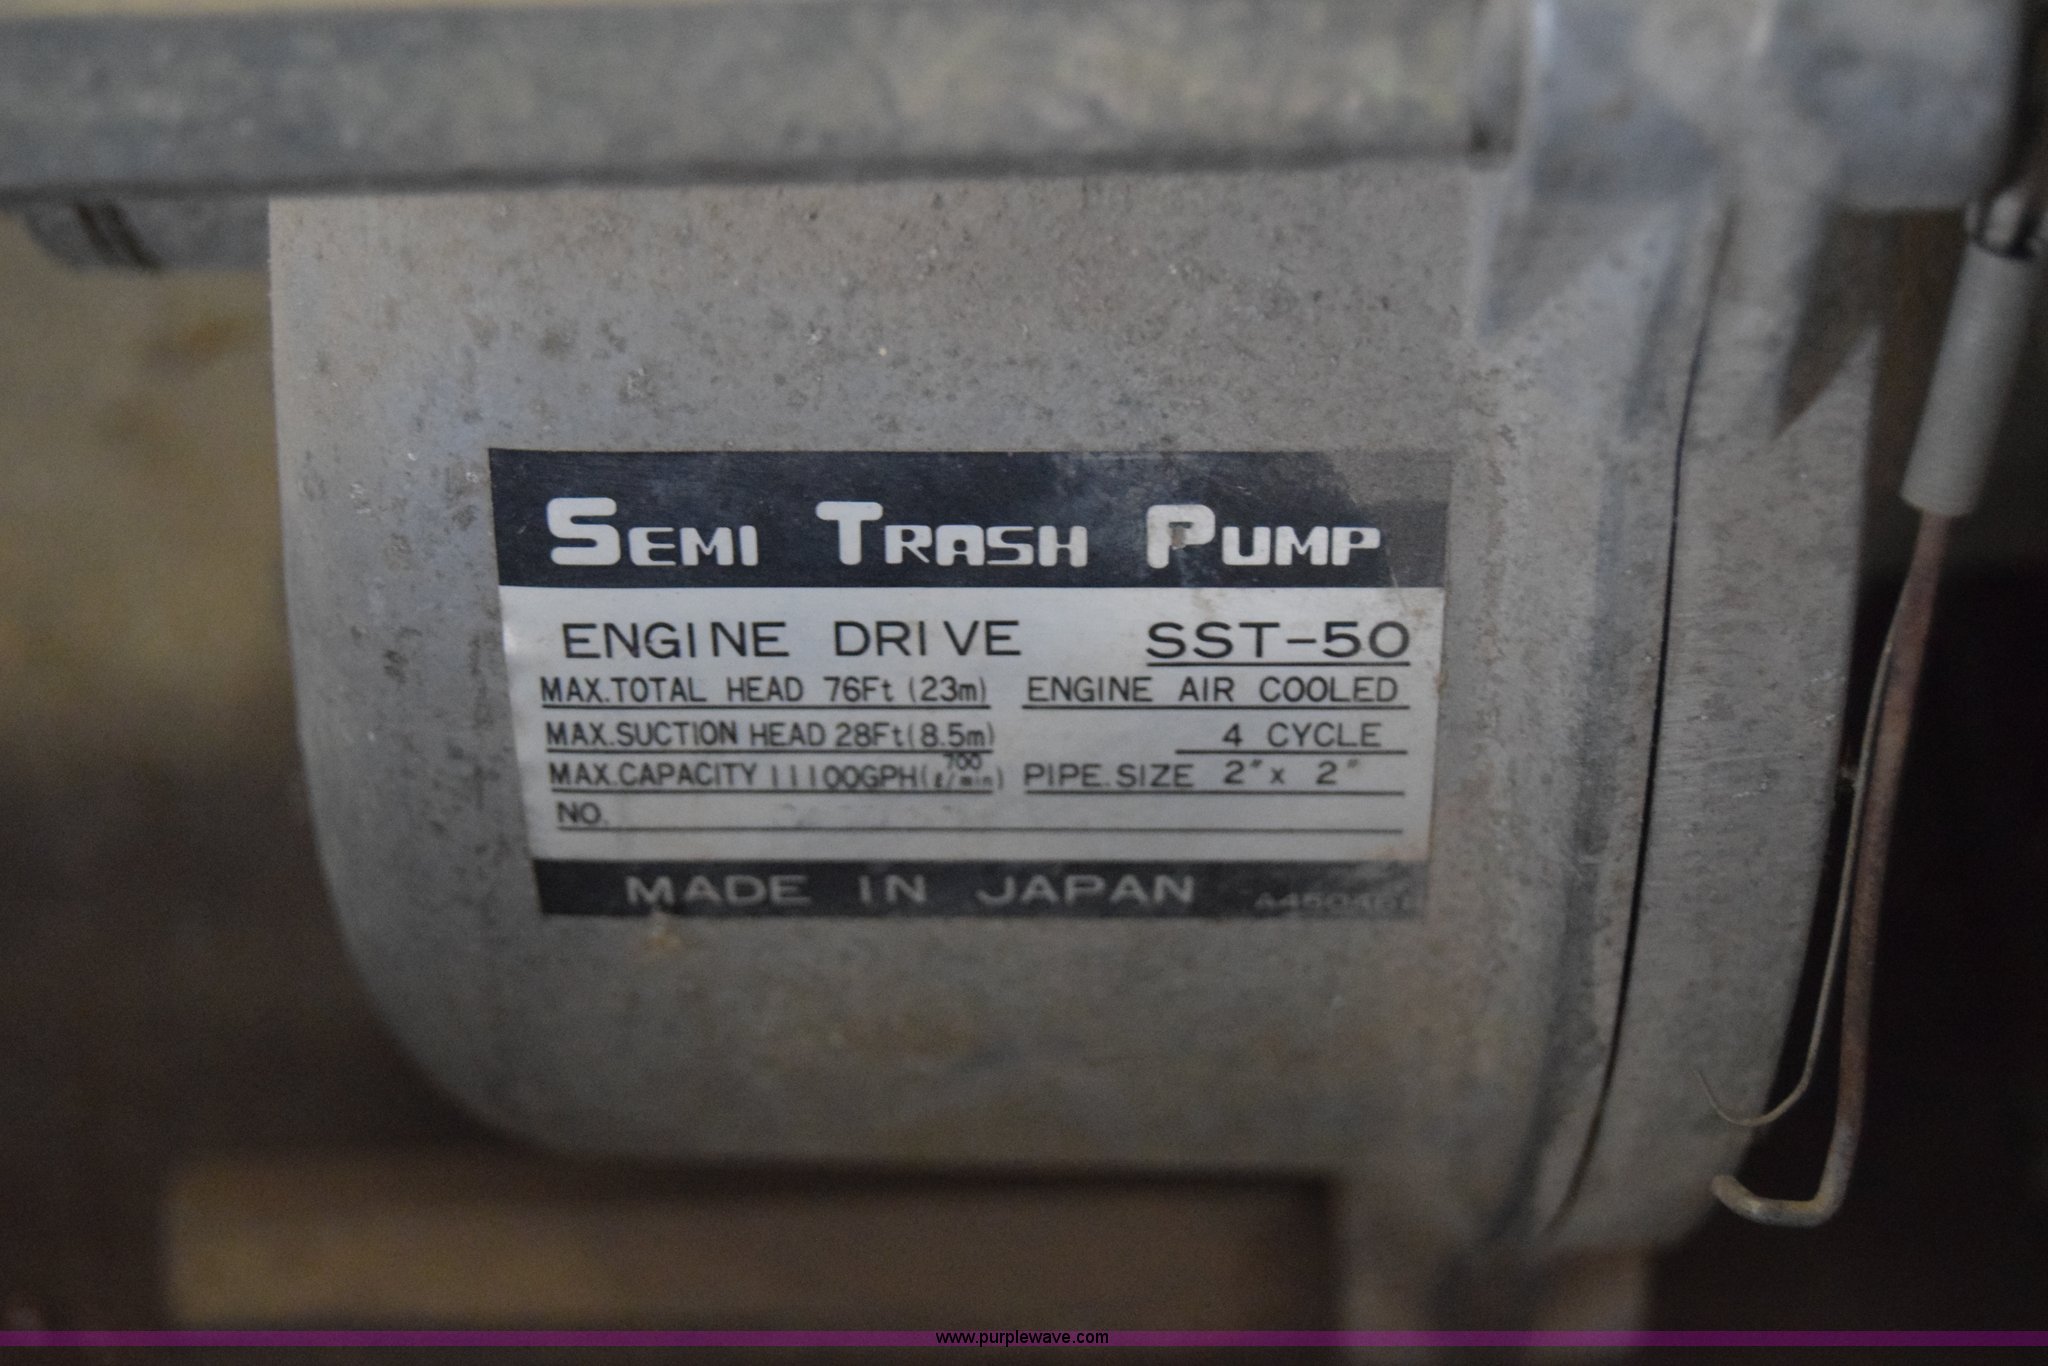 SEMI TRASH PUMP
ENGINE DRIVE SST-50
MAX.TOTAL HEAD 76Ft (23m) ENGINE AIR COOLED
MAX.SUCTION HEAD 28Ft(8.5m) 4 CYCLE
MAX.CAPACITY 11100GPH(700 ℓ/min) PIPE.SIZE 2"x 2"
NO.
MADE IN JAPAN
www.purplewave.com